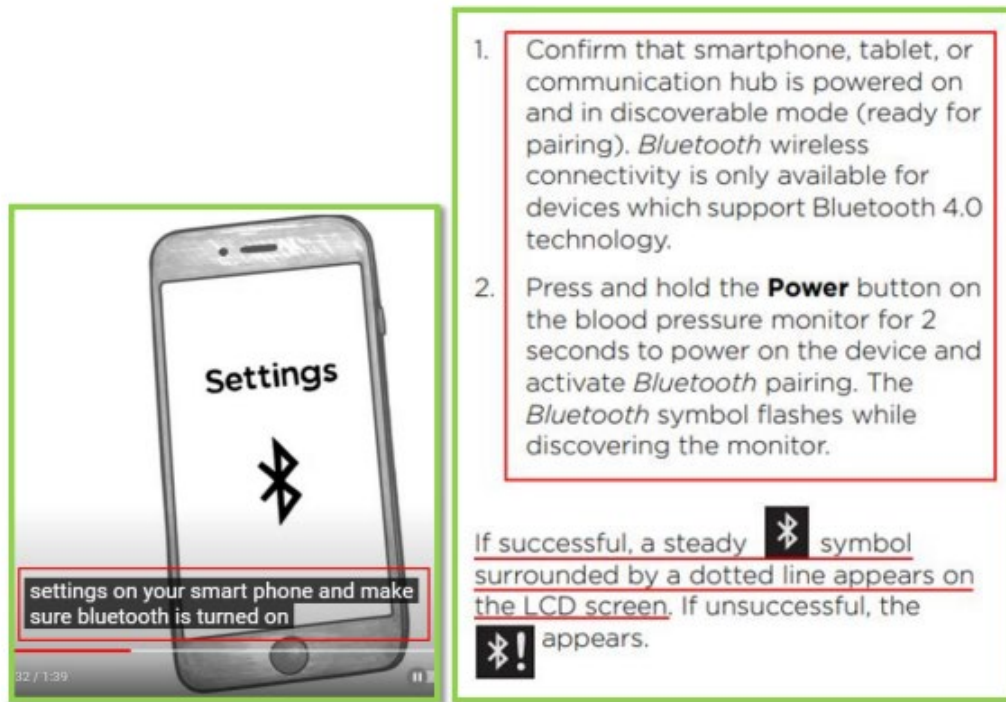 Settings
settings on your smart phone and make
sure bluetooth is turned on
32 / 1:39
1. Confirm that smartphone, tablet, or
communication hub is powered on
and in discoverable mode (ready for
pairing). Bluetooth wireless
connectivity is only available for
devices which support Bluetooth 4.0
technology.
2. Press and hold the Power button on
the blood pressure monitor for 2
seconds to power on the device and
activate Bluetooth pairing. The
Bluetooth symbol flashes while
discovering the monitor.
If successful, a steady symbol
surrounded by a dotted line appears on
the LCD screen. If unsuccessful, the
! appears.